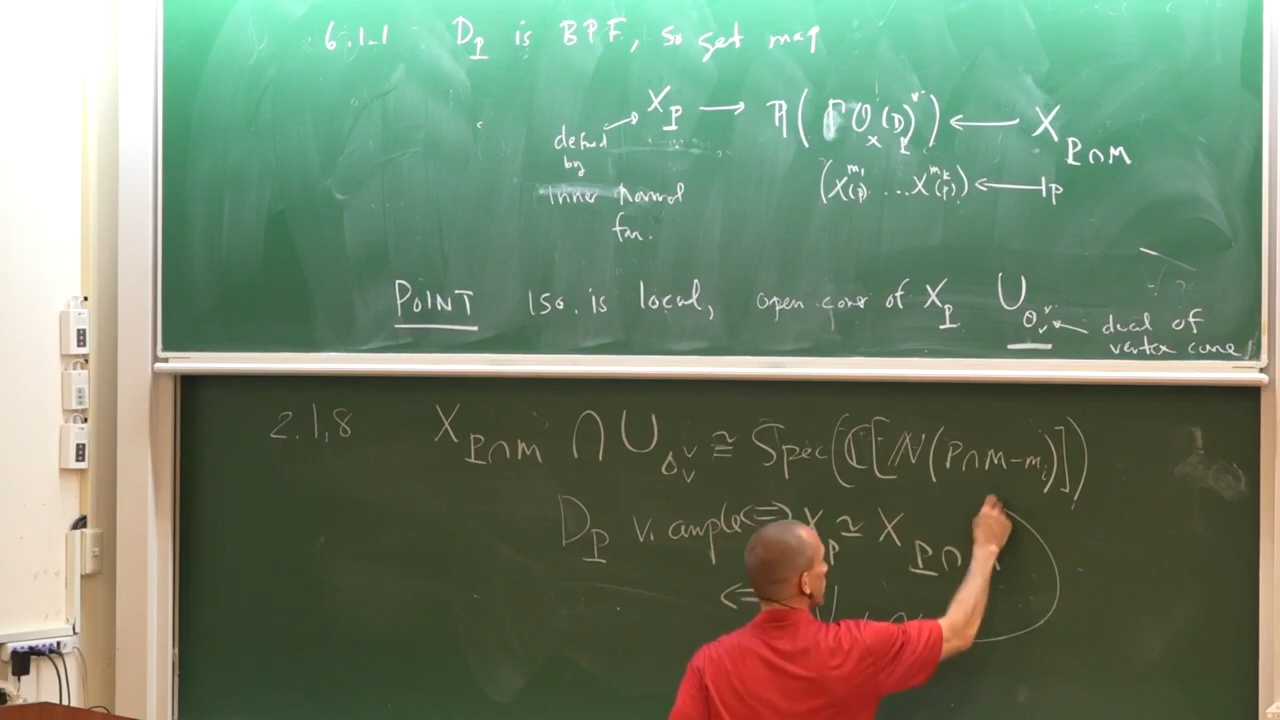 6.1.1 D_P is BPF, so get map
X_P → P(Γ O_X(D_P)^v) ← X_{P∩M}
defined by inner normal fan.
(X^{m_1}(p) ... X^{m_k}(p)) ← p
POINT Iso. is local, open cover of X_P U_{σ_v^v} ← dual of vertex cone
2.1.8 X_{P∩M} ∩ U_{σ_v^v} ≅ Spec(ℂ[ℕ(P∩M-m_i)])
D_P v. ample ⇔ X_P ≃ X_{P∩